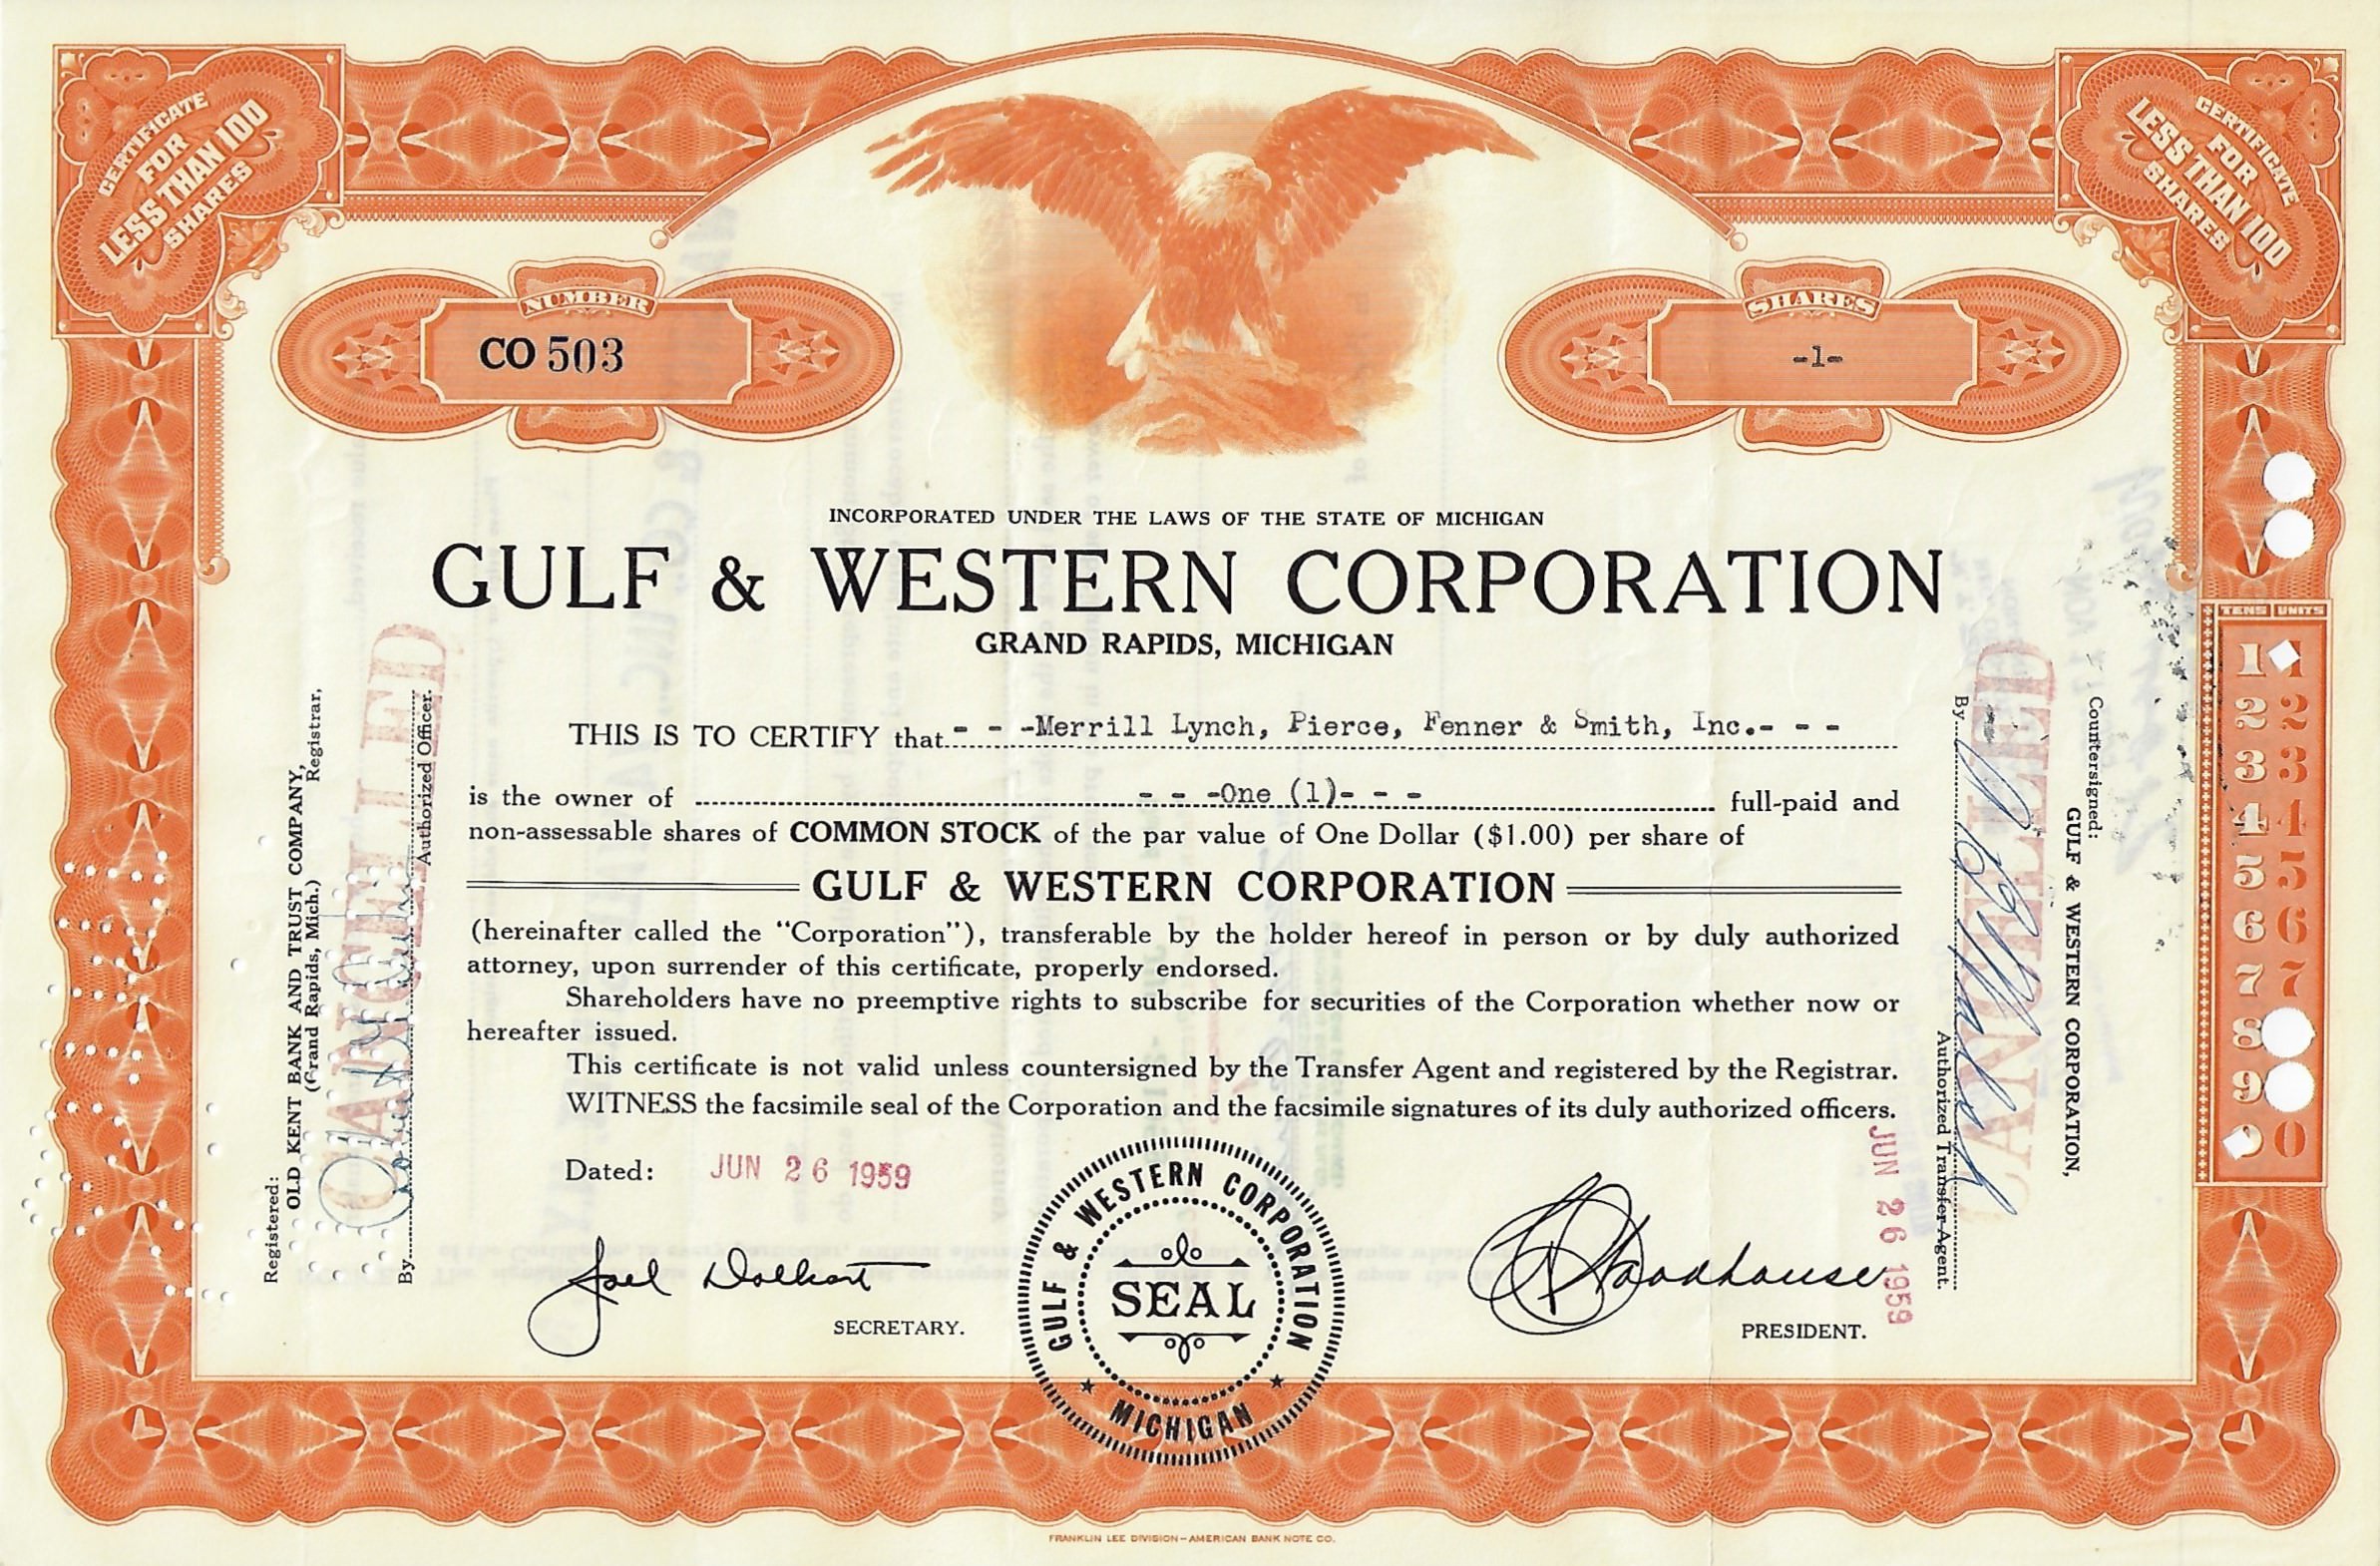 CERTIFICATE
FOR
LESS THAN 100
SHARES
CERTIFICATE
FOR
LESS THAN 100
SHARES
NUMBER
CO 503
SHARES
-1-
INCORPORATED UNDER THE LAWS OF THE STATE OF MICHIGAN
GULF & WESTERN CORPORATION
GRAND RAPIDS, MICHIGAN
THIS IS TO CERTIFY that - - -Merrill Lynch, Pierce, Fenner & Smith, Inc.- - -
is the owner of - - -One (1)- - - full-paid and
non-assessable shares of COMMON STOCK of the par value of One Dollar ($1.00) per share of
GULF & WESTERN CORPORATION
(hereinafter called the "Corporation"), transferable by the holder hereof in person or by duly authorized
attorney, upon surrender of this certificate, properly endorsed.
Shareholders have no preemptive rights to subscribe for securities of the Corporation whether now or
hereafter issued.
This certificate is not valid unless countersigned by the Transfer Agent and registered by the Registrar.
WITNESS the facsimile seal of the Corporation and the facsimile signatures of its duly authorized officers.
Dated: JUN 26 1959
Joel Dolkart
SECRETARY.
GULF & WESTERN CORPORATION
SEAL
MICHIGAN
Woodhouse
PRESIDENT.
Registered:
OLD KENT BANK AND TRUST COMPANY,
(Grand Rapids, Mich.) Registrar,
By
Authorized Officer.
CANCELLED
Countersigned:
GULF & WESTERN CORPORATION,
By
Authorized Transfer Agent.
CANCELLED
JUN 26 1959
TENS UNITS
1
2 2
3 3
4 4
5 5
6 6
7 7
8
9
0
FRANKLIN LEE DIVISION—AMERICAN BANK NOTE CO.